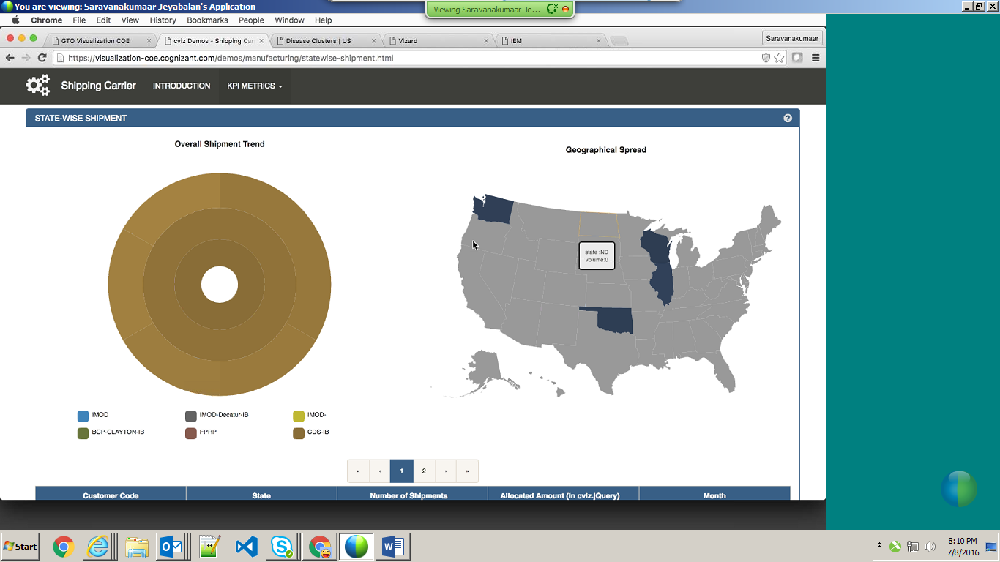 You are viewing: Saravanakumaar Jeyabalan's Application
Viewing Saravanakumaar Je...
Chrome File Edit View History Bookmarks People Window Help
GTO Visualization COE
cviz Demos - Shipping Car
Disease Clusters | US
Vizard
IEM
Saravanakumaar
https://visualization-coe.cognizant.com/demos/manufacturing/statewise-shipment.html
Shipping Carrier INTRODUCTION KPI METRICS
STATE-WISE SHIPMENT
?
Overall Shipment Trend
Geographical Spread
state :ND
volume:0
IMOD IMOD-Decatur-IB IMOD-
BCP-CLAYTON-IB FPRP CDS-IB
« ‹ 1 2 › »
Customer Code State Number of Shipments Allocated Amount (In cviz.|Query) Month
Start
8:10 PM
7/8/2016